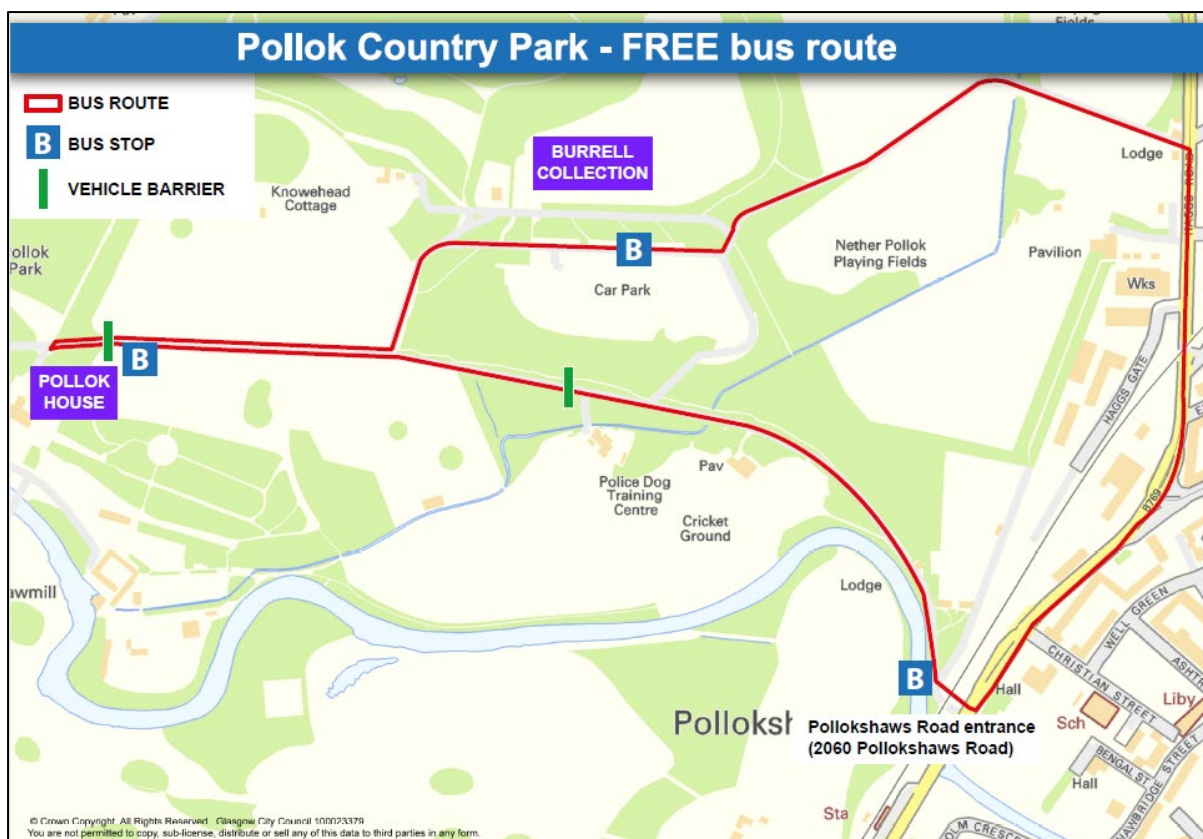 Pollok Country Park - FREE bus route
BUS ROUTE
B
BUS STOP
VEHICLE BARRIER
BURRELL
COLLECTION
Lodge
HAGGS ROAD
Knowehead
Cottage
B
Nether Pollok
Playing Fields
Pavilion
Car Park
Wks
Park
B
HAGGS GATE
POLLOK
HOUSE
Pav
Police Dog
Training
Centre
Cricket
Ground
B769
Lodge
WELL GREEN
CHRISTIAN STREET
B
Hall
Liby
Sch
Pollokshaws Road entrance
(2060 Pollokshaws Road)
BENGAL ST
Hall
Sta
© Crown Copyright. All Rights Reserved. Glasgow City Council 100023379
You are not permitted to copy, sub-license, distribute or sell any of this data to third parties in any form.